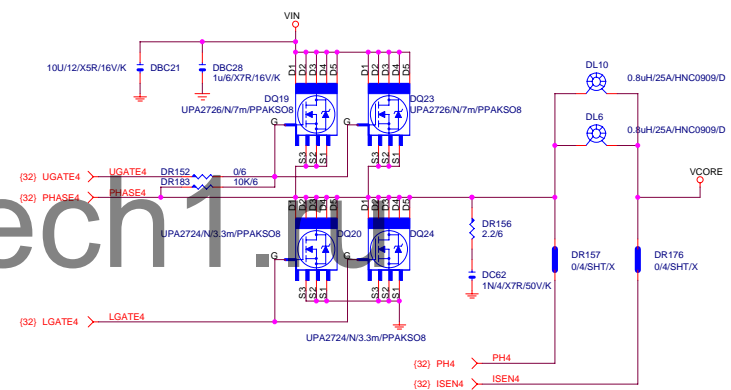 VIN
10U/12/X5R/16V/K
DBC21
DBC28
1u/6/X7R/16V/K
D1
D2
D3
D4
D5
D1
D2
D3
D4
D5
DQ19
UPA2726/N/7m/PPAKSO8
DQ23
UPA2726/N/7m/PPAKSO8
G
G
S3
S2
S1
S3
S2
S1
DL10
0.8uH/25A/HNC0909/D
DL6
0.8uH/25A/HNC0909/D
VCORE
{32} UGATE4
UGATE4
DR152
0/6
DR183
10K/6
{32} PHASE4
PHASE4
D1
D2
D3
D4
D5
D1
D2
D3
D4
D5
UPA2724/N/3.3m/PPAKSO8
DQ20
DQ24
G
G
S3
S2
S1
S3
S2
S1
DR156
2.2/6
DC62
1N/4/X7R/50V/K
DR157
0/4/SHT/X
DR176
0/4/SHT/X
{32} LGATE4
LGATE4
UPA2724/N/3.3m/PPAKSO8
{32} PH4
PH4
{32} ISEN4
ISEN4
ech1.ru